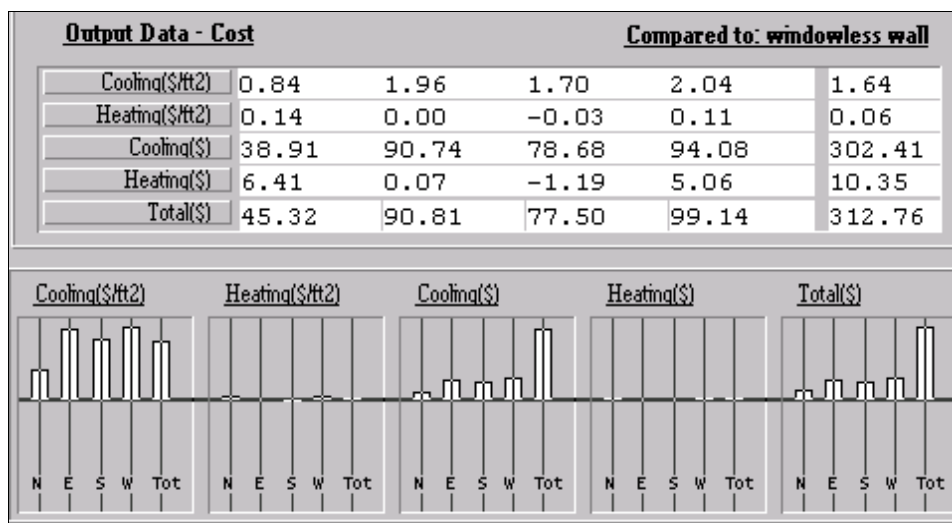 Output Data - Cost Compared to: windowless wall
Cooling($/ft2) 0.84 1.96 1.70 2.04 1.64
Heating($/ft2) 0.14 0.00 -0.03 0.11 0.06
Cooling($) 38.91 90.74 78.68 94.08 302.41
Heating($) 6.41 0.07 -1.19 5.06 10.35
Total($) 45.32 90.81 77.50 99.14 312.76
Cooling($/ft2) Heating($/ft2) Cooling($) Heating($) Total($)
N E S W Tot N E S W Tot N E S W Tot N E S W Tot N E S W Tot